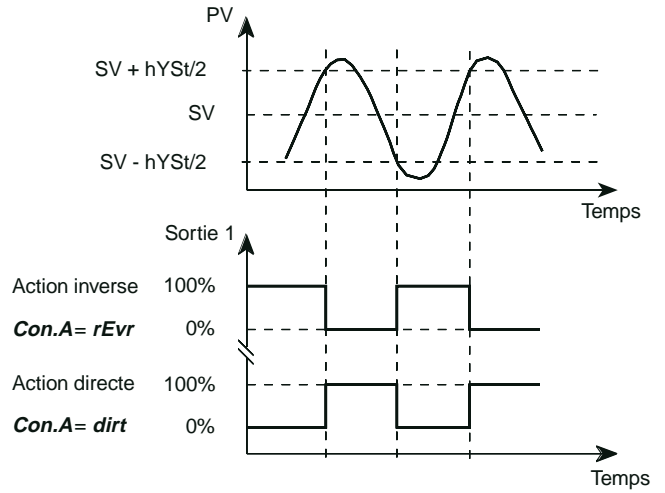 PV
SV + hYSt/2
SV
SV - hYSt/2
Temps
Sortie 1
Action inverse 100%
Con.A= rEvr 0%
Action directe 100%
Con.A= dirt 0%
Temps